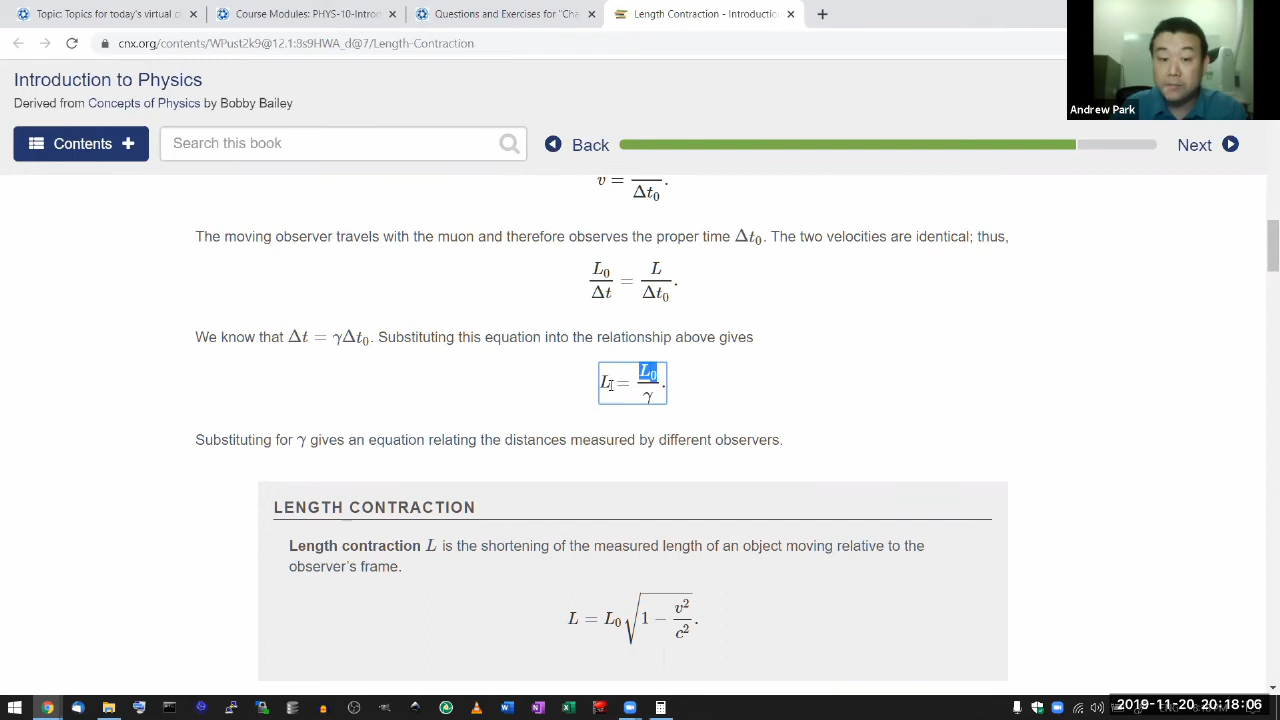 Topic: Topics for today's virtual c
Course Modules: PHYS-10-Intro
Questions and Exercises for "Cha
Length Contraction - Introductio
cnx.org/contents/WPust2k9@12.1:8s9HWA_d@7/Length-Contraction
Andrew Park
Introduction to Physics
Derived from Concepts of Physics by Bobby Bailey
Contents +
Search this book
Back
Next
v = / Δt₀.
The moving observer travels with the muon and therefore observes the proper time Δt₀. The two velocities are identical; thus,
L₀/Δt = L/Δt₀.
We know that Δt = γΔt₀. Substituting this equation into the relationship above gives
L = L₀/γ.
Substituting for γ gives an equation relating the distances measured by different observers.
LENGTH CONTRACTION
Length contraction L is the shortening of the measured length of an object moving relative to the
observer's frame.
L = L₀√(1 − v²/c²).
2019-11-20 20:18:06